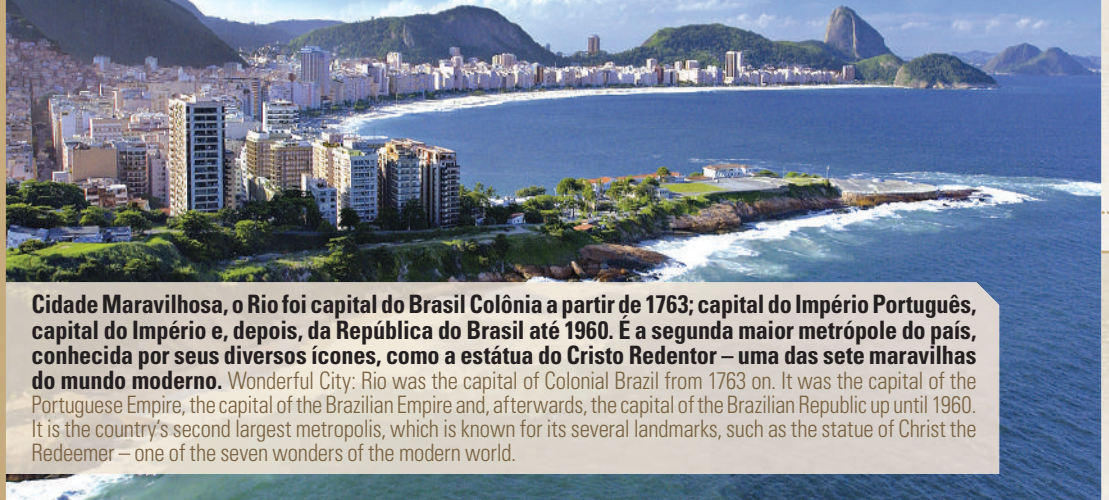 Cidade Maravilhosa, o Rio foi capital do Brasil Colônia a partir de 1763; capital do Império Português,
capital do Império e, depois, da República do Brasil até 1960. É a segunda maior metrópole do país,
conhecida por seus diversos ícones, como a estátua do Cristo Redentor – uma das sete maravilhas
do mundo moderno. Wonderful City: Rio was the capital of Colonial Brazil from 1763 on. It was the capital of the
Portuguese Empire, the capital of the Brazilian Empire and, afterwards, the capital of the Brazilian Republic up until 1960.
It is the country's second largest metropolis, which is known for its several landmarks, such as the statue of Christ the
Redeemer – one of the seven wonders of the modern world.